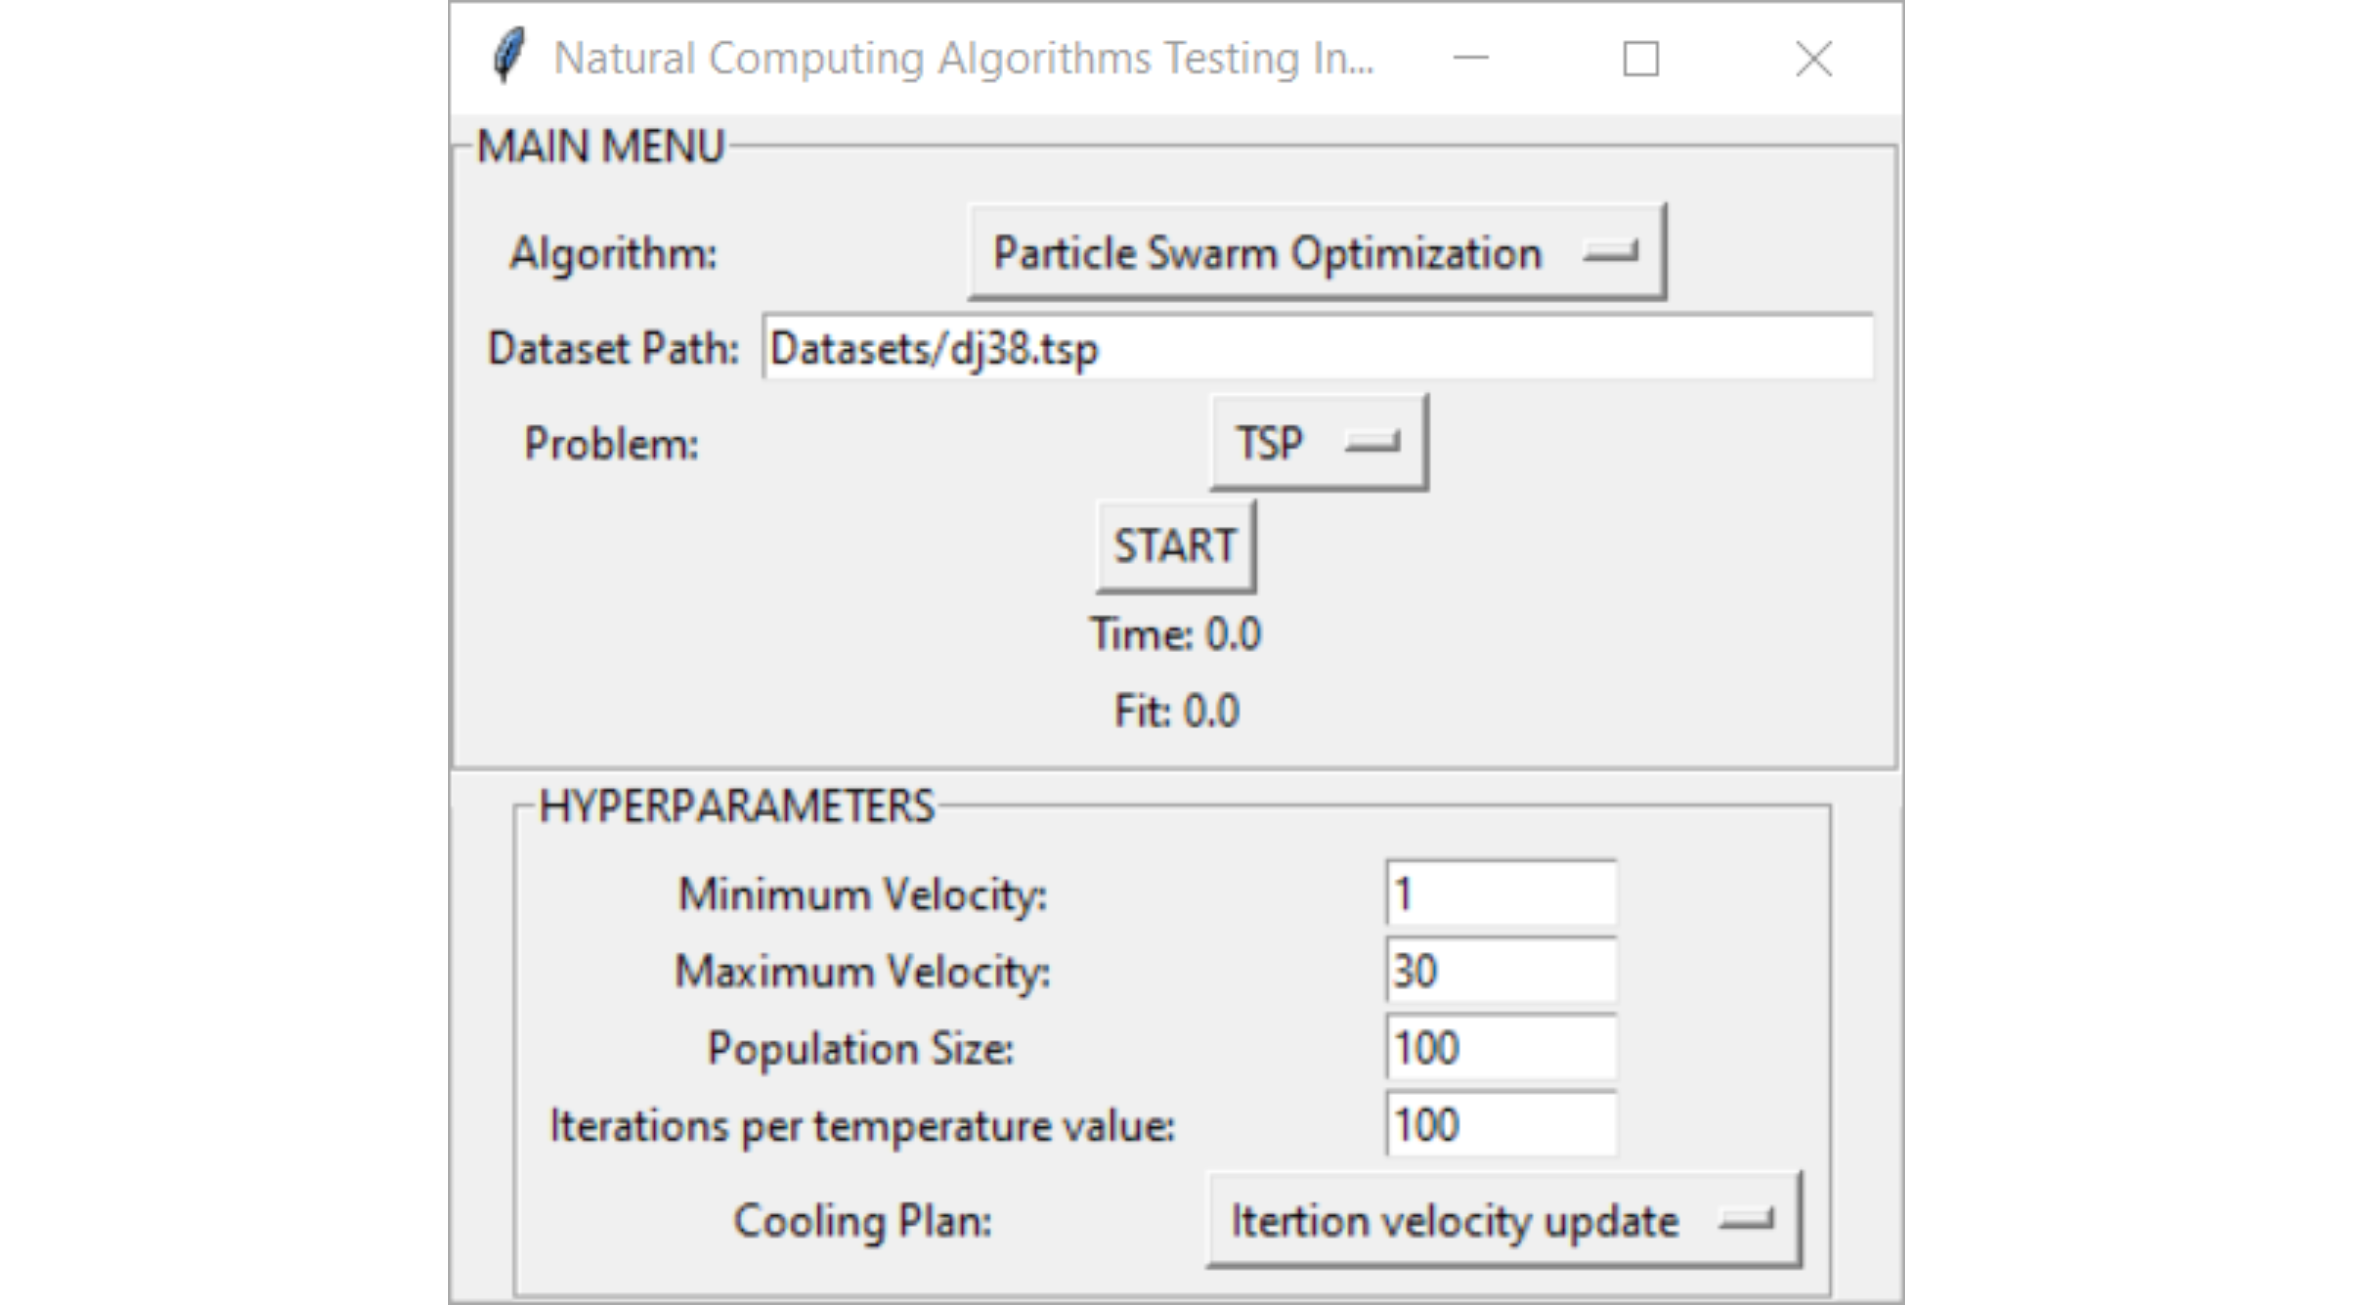 Natural Computing Algorithms Testing In...
MAIN MENU
Algorithm: Particle Swarm Optimization
Dataset Path: Datasets/dj38.tsp
Problem: TSP
START
Time: 0.0
Fit: 0.0
HYPERPARAMETERS
Minimum Velocity: 1
Maximum Velocity: 30
Population Size: 100
Iterations per temperature value: 100
Cooling Plan: Itertion velocity update